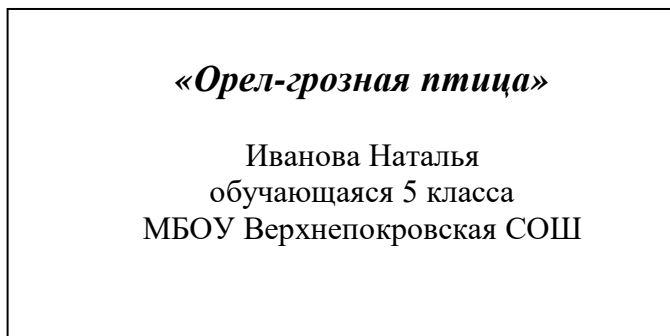 «Орел-грозная птица»
Иванова Наталья
обучающаяся 5 класса
МБОУ Верхнепокровская СОШ